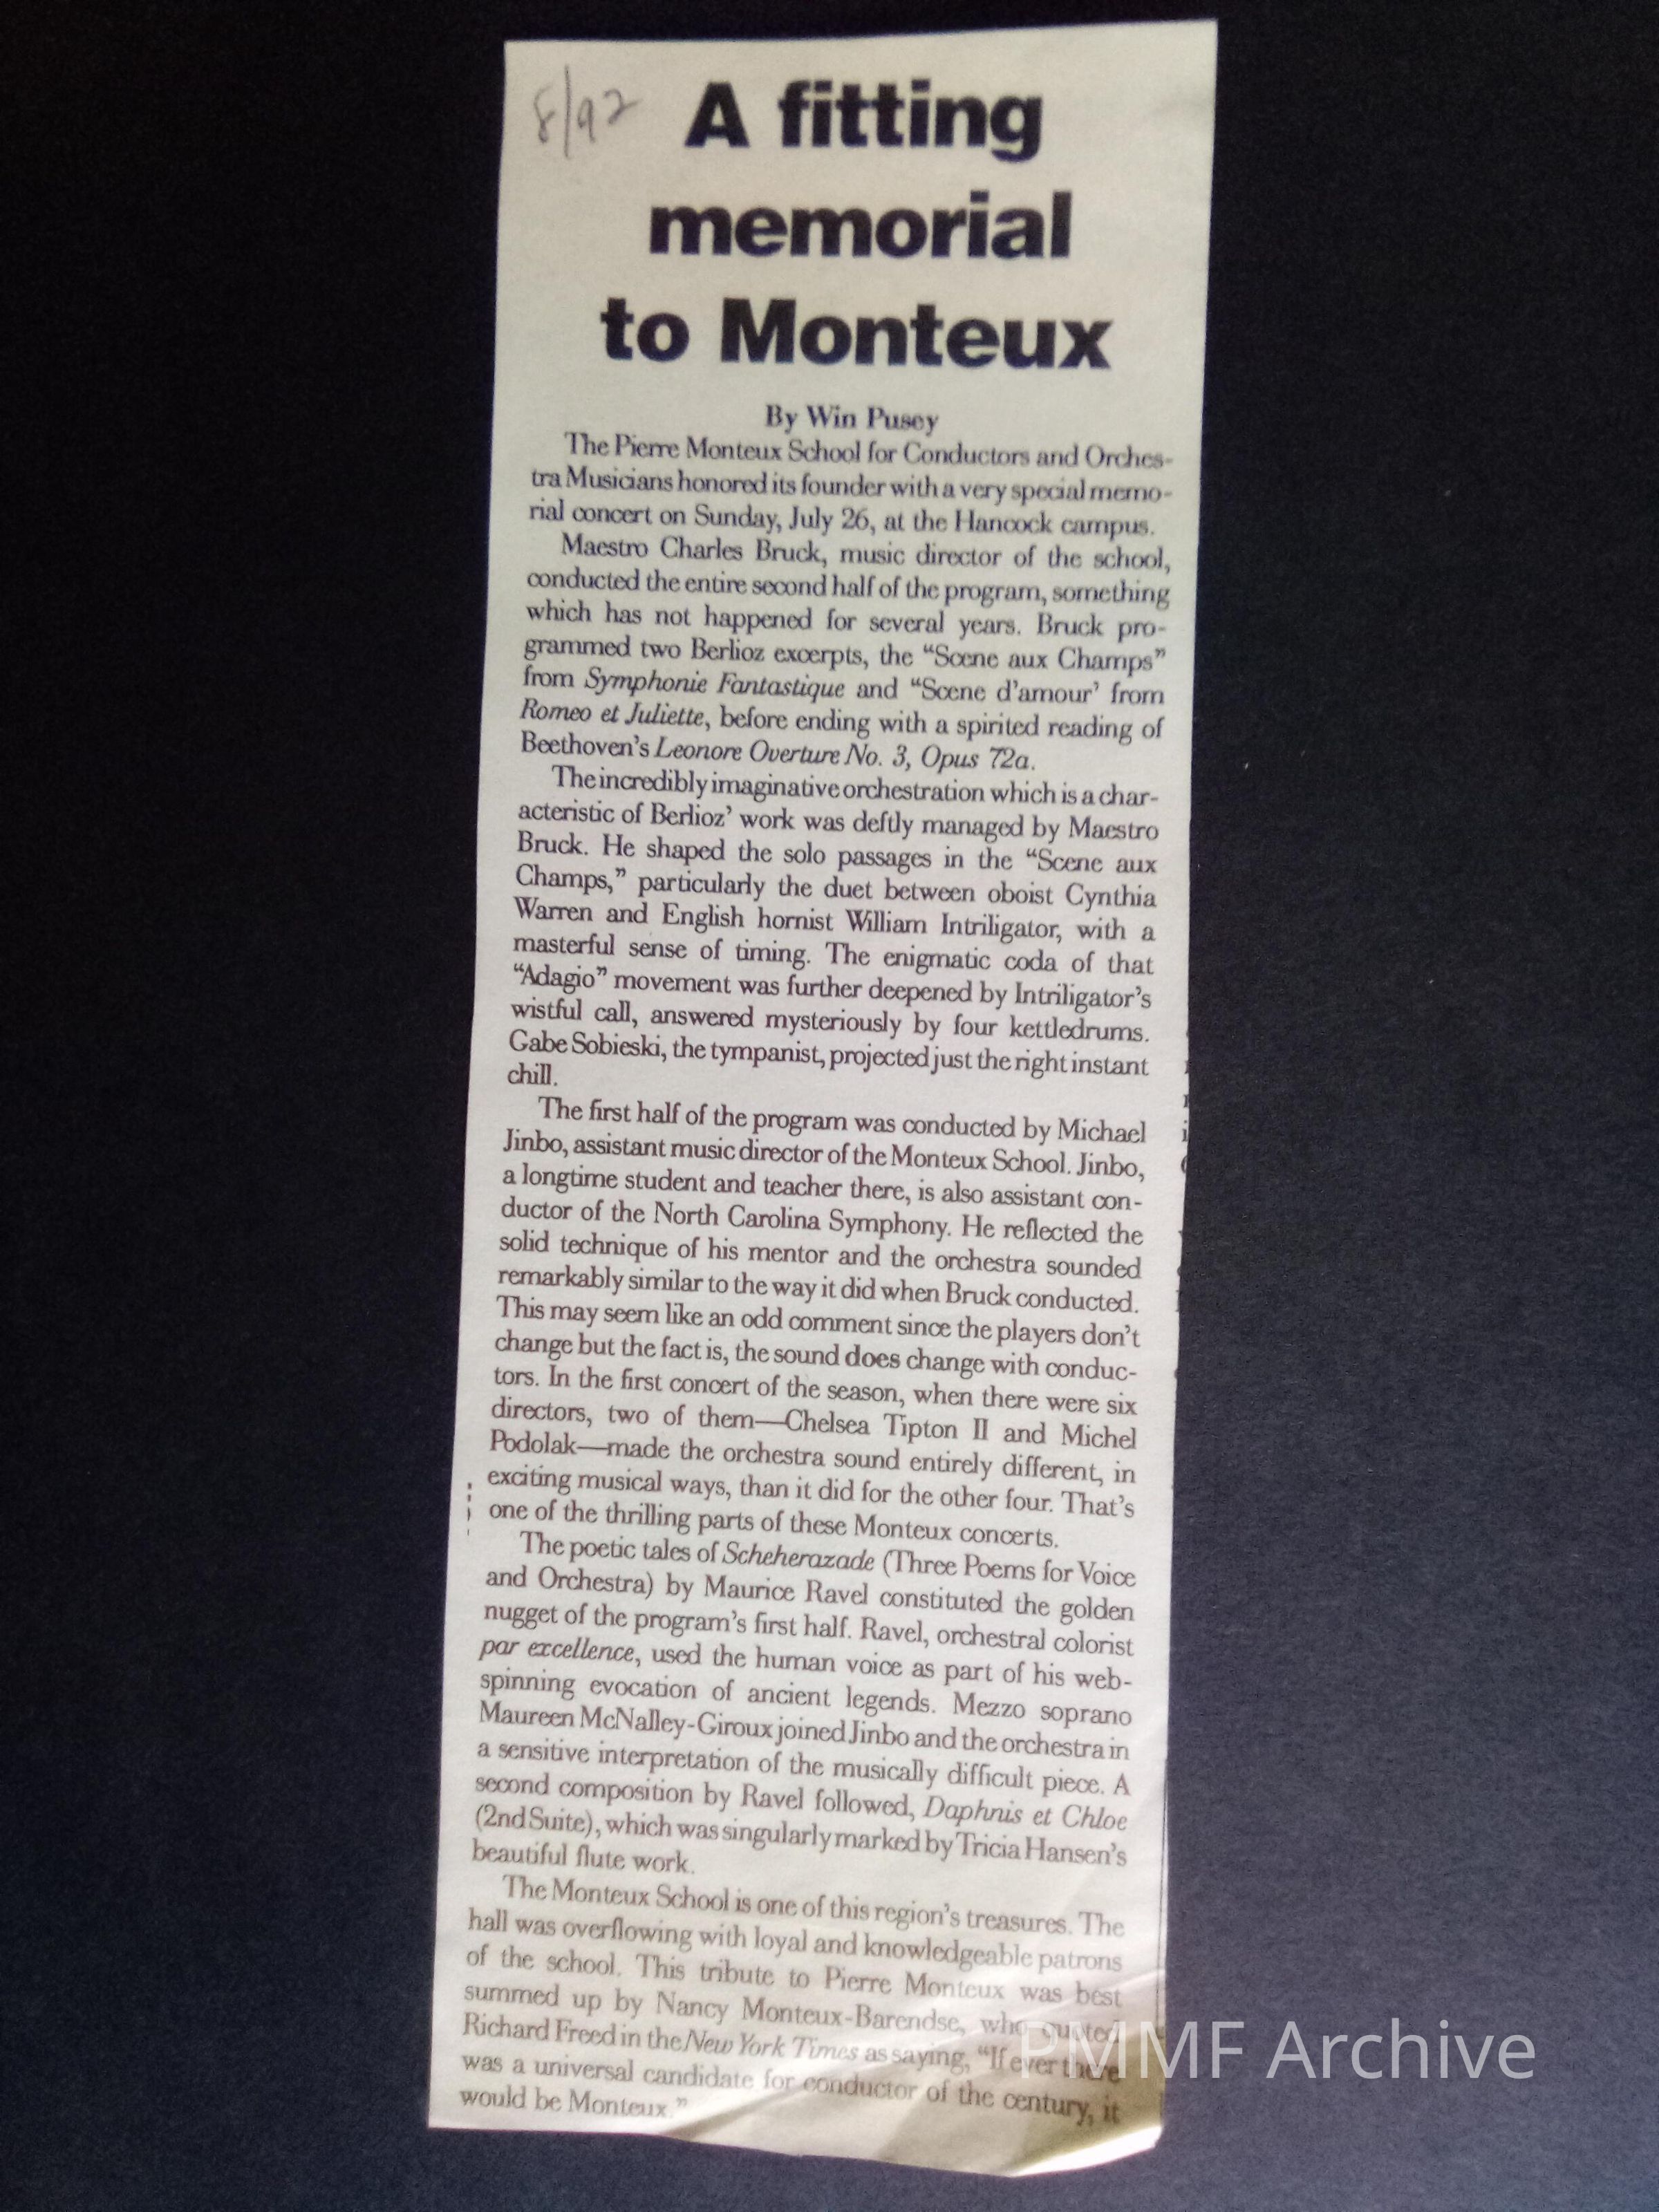 8/92
A fitting
memorial
to Monteux
By Win Pusey
The Pierre Monteux School for Conductors and Orches-
tra Musicians honored its founder with a very special memo-
rial concert on Sunday, July 26, at the Hancock campus.
Maestro Charles Bruck, music director of the school,
conducted the entire second half of the program, something
which has not happened for several years. Bruck pro-
grammed two Berlioz excerpts, the “Scene aux Champs”
from Symphonie Fantastique and “Scene d'amour' from
Romeo et Juliette, before ending with a spirited reading of
Beethoven's Leonore Overture No. 3, Opus 72a.
The incredibly imaginative orchestration which is a char-
acteristic of Berlioz' work was deftly managed by Maestro
Bruck. He shaped the solo passages in the “Scene aux
Champs,” particularly the duet between oboist Cynthia
Warren and English hornist William Intriligator, with a
masterful sense of timing. The enigmatic coda of that
“Adagio” movement was further deepened by Intriligator's
wistful call, answered mysteriously by four kettledrums.
Gabe Sobieski, the tympanist, projected just the right instant
chill.
The first half of the program was conducted by Michael
Jinbo, assistant music director of the Monteux School. Jinbo,
a longtime student and teacher there, is also assistant con-
ductor of the North Carolina Symphony. He reflected the
solid technique of his mentor and the orchestra sounded
remarkably similar to the way it did when Bruck conducted.
This may seem like an odd comment since the players don't
change but the fact is, the sound does change with conduc-
tors. In the first concert of the season, when there were six
directors, two of them—Chelsea Tipton II and Michel
Podolak—made the orchestra sound entirely different, in
exciting musical ways, than it did for the other four. That's
one of the thrilling parts of these Monteux concerts.
The poetic tales of Scheherazade (Three Poems for Voice
and Orchestra) by Maurice Ravel constituted the golden
nugget of the program's first half. Ravel, orchestral colorist
par excellence, used the human voice as part of his web-
spinning evocation of ancient legends. Mezzo soprano
Maureen McNalley-Giroux joined Jinbo and the orchestra in
a sensitive interpretation of the musically difficult piece. A
second composition by Ravel followed, Daphnis et Chloe
(2nd Suite), which was singularly marked by Tricia Hansen's
beautiful flute work.
The Monteux School is one of this region's treasures. The
hall was overflowing with loyal and knowledgeable patrons
of the school. This tribute to Pierre Monteux was best
summed up by Nancy Monteux-Barendse, who quoted
Richard Freed in the New York Times as saying, “If ever there
was a universal candidate for conductor of the century, it
would be Monteux.”
PMMF Archive